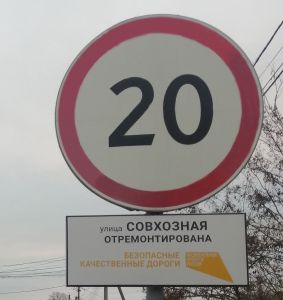 20
улица СОВХОЗНАЯ
ОТРЕМОНТИРОВАНА
БЕЗОПАСНЫЕ
КАЧЕСТВЕННЫЕ ДОРОГИ